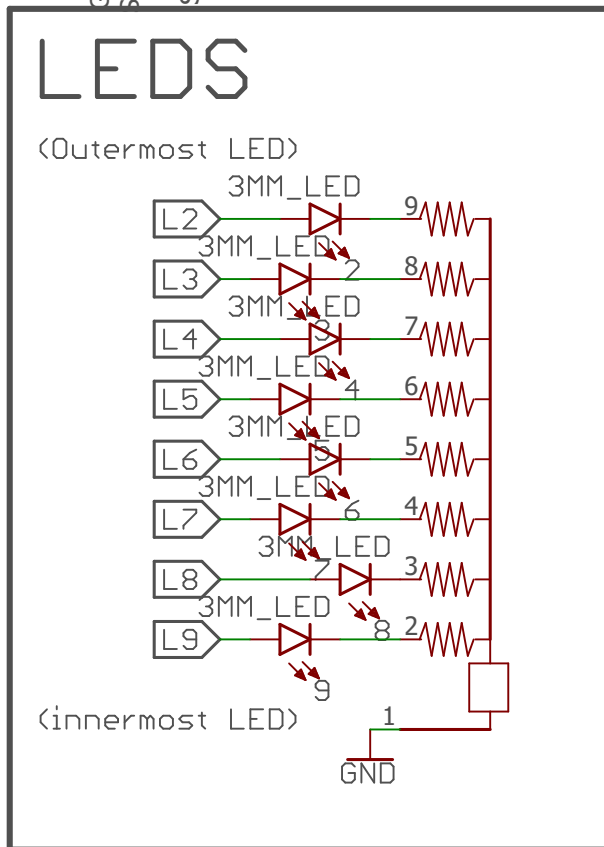 LEDS
(Outermost LED)
3MM_LED
L2 9
3MM_LED 2
L3 8
3MM_LED 3
L4 7
3MM_LED 4
L5 6
3MM_LED 5
L6 5
3MM_LED 6
L7 4
3MM_LED 7
L8 3
3MM_LED 8
L9 2
9
(innermost LED) 1
GND